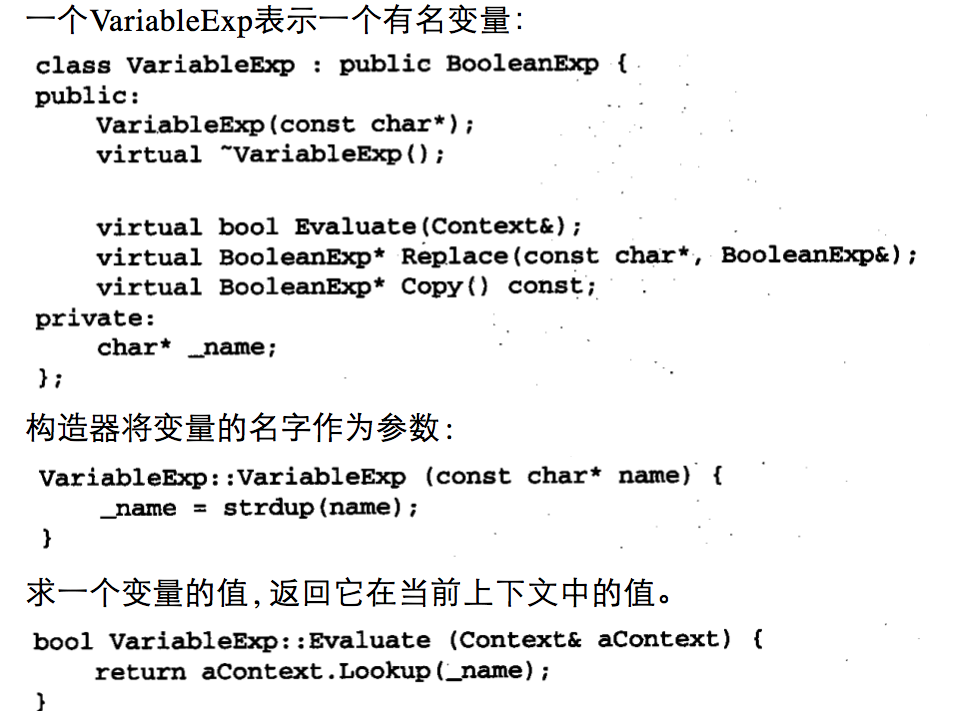 一个VariableExp表示一个有名变量:
class VariableExp : public BooleanExp {
public:
    VariableExp(const char*);
    virtual ~VariableExp();
    virtual bool Evaluate(Context&);
    virtual BooleanExp* Replace(const char*, BooleanExp&);
    virtual BooleanExp* Copy() const;
private:
    char* _name;
};
构造器将变量的名字作为参数:
VariableExp::VariableExp (const char* name) {
    _name = strdup(name);
}
求一个变量的值,返回它在当前上下文中的值。
bool VariableExp::Evaluate (Context& aContext) {
    return aContext.Lookup(_name);
}